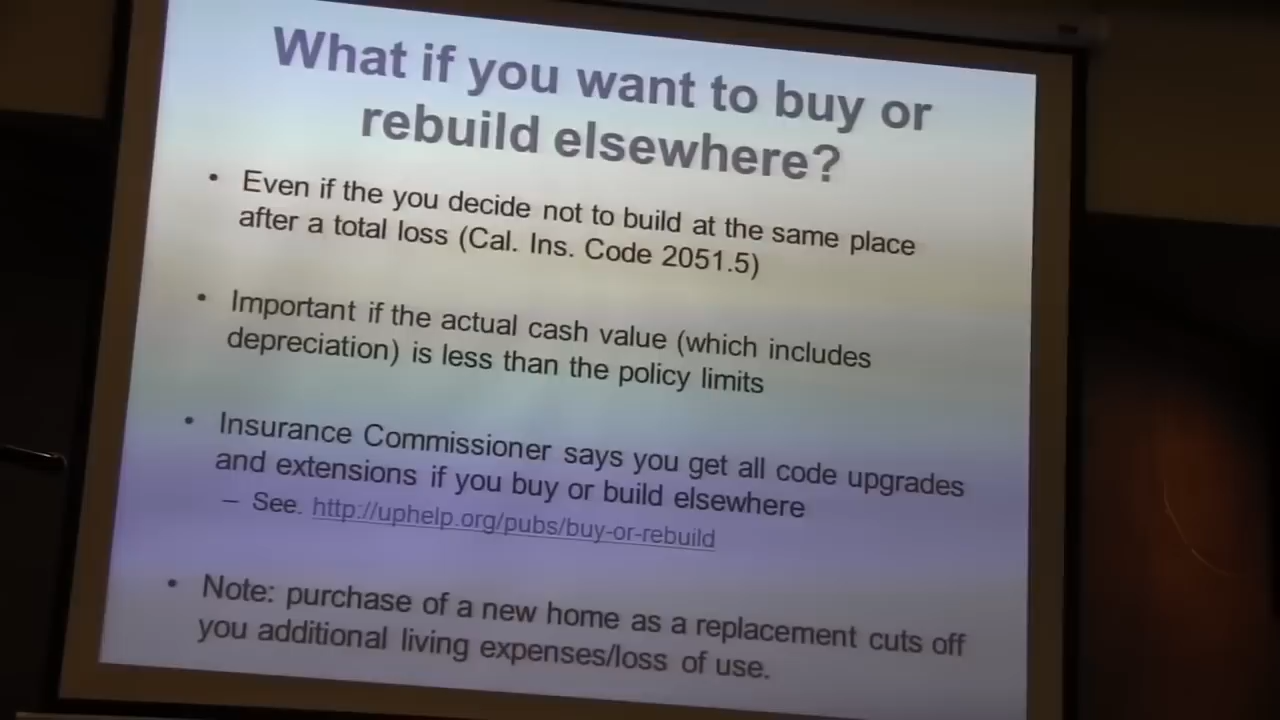 What if you want to buy or
rebuild elsewhere?
• Even if the you decide not to build at the same place
after a total loss (Cal. Ins. Code 2051.5)
• Important if the actual cash value (which includes
depreciation) is less than the policy limits
• Insurance Commissioner says you get all code upgrades
and extensions if you buy or build elsewhere
– See. http://uphelp.org/pubs/buy-or-rebuild
• Note: purchase of a new home as a replacement cuts off
you additional living expenses/loss of use.